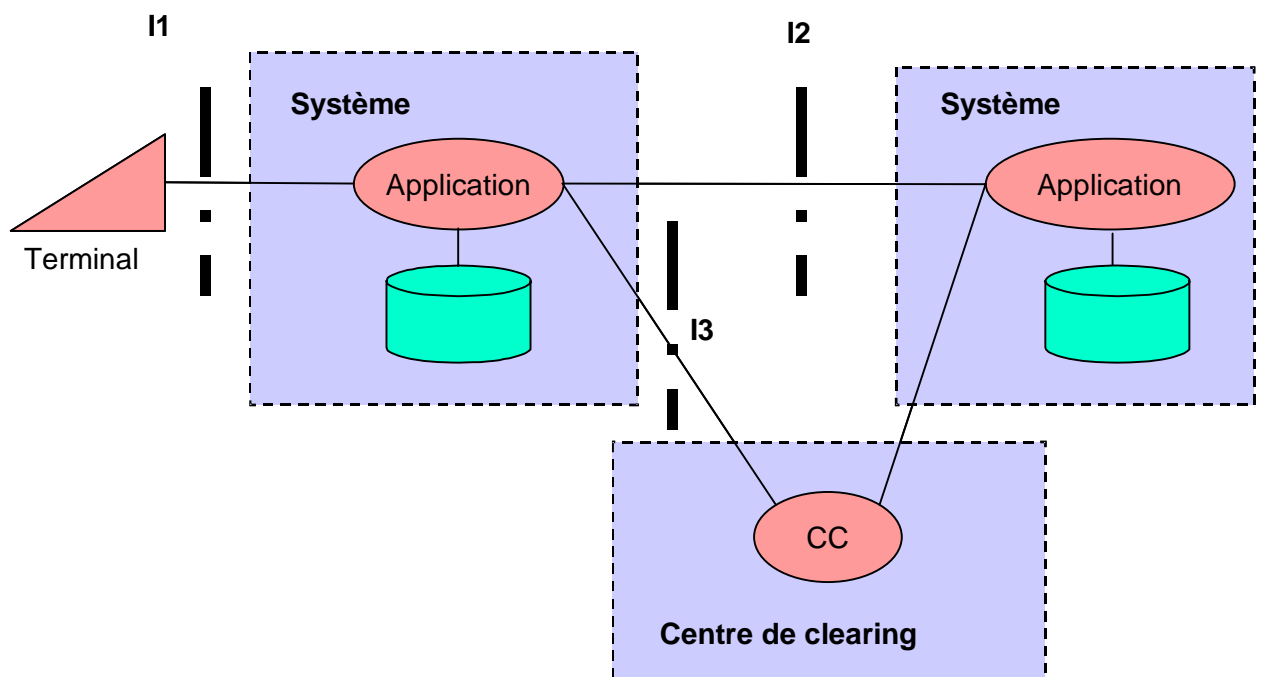 I1
I2
Système
Système
Application
Application
Terminal
I3
CC
Centre de clearing